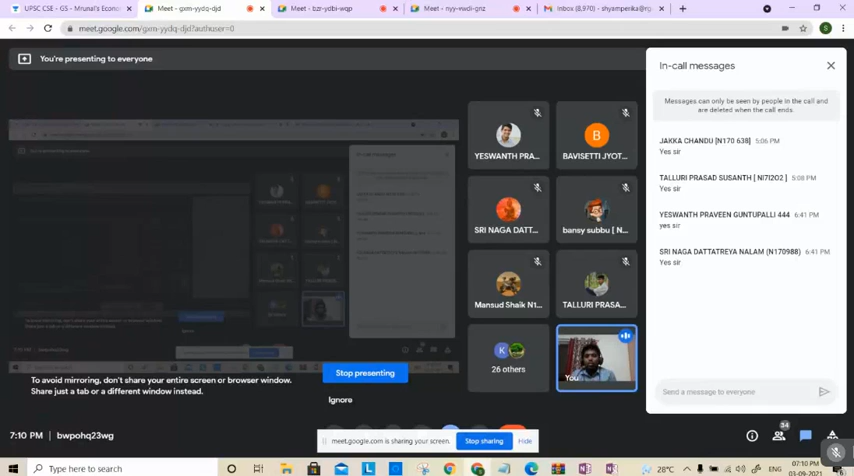 UPSC CSE - GS - Mrunal's Econo
Meet - gxm-yydq-djd
Meet - bzr-ydbi-wqp
Meet - nyy-ewdi-gnz
Inbox (8,970) - shyamperika@rg
meet.google.com/gxm-yydq-djd?authuser=0
S
You're presenting to everyone
In-call messages
Messages can only be seen by people in the call and
are deleted when the call ends.
JAKKA CHANDU [N170 638] 5:06 PM
Yes sir
TALLURI PRASAD SUSANTH [ N17I2O2 ] 5:08 PM
Yes sir
YESWANTH PRAVEEN GUNTUPALLI 444 6:41 PM
yes sir
SRI NAGA DATTATREYA NALAM (N170988) 6:41 PM
Yes sir
Send a message to everyone
YESWANTH PRA...
B
BAVISETTI JYOT...
SRI NAGA DATT...
bansy subbu [ N...
Mansud Shaik N1...
TALLURI PRASA...
K
26 others
You
To avoid mirroring, don't share your entire screen or browser window.
Share just a tab or a different window instead.
Stop presenting
Ignore
7:10 PM | bwpohq23wg
meet.google.com is sharing your screen.
Stop sharing
Hide
34
Type here to search
28°C
07:10 PM
03-09-2021